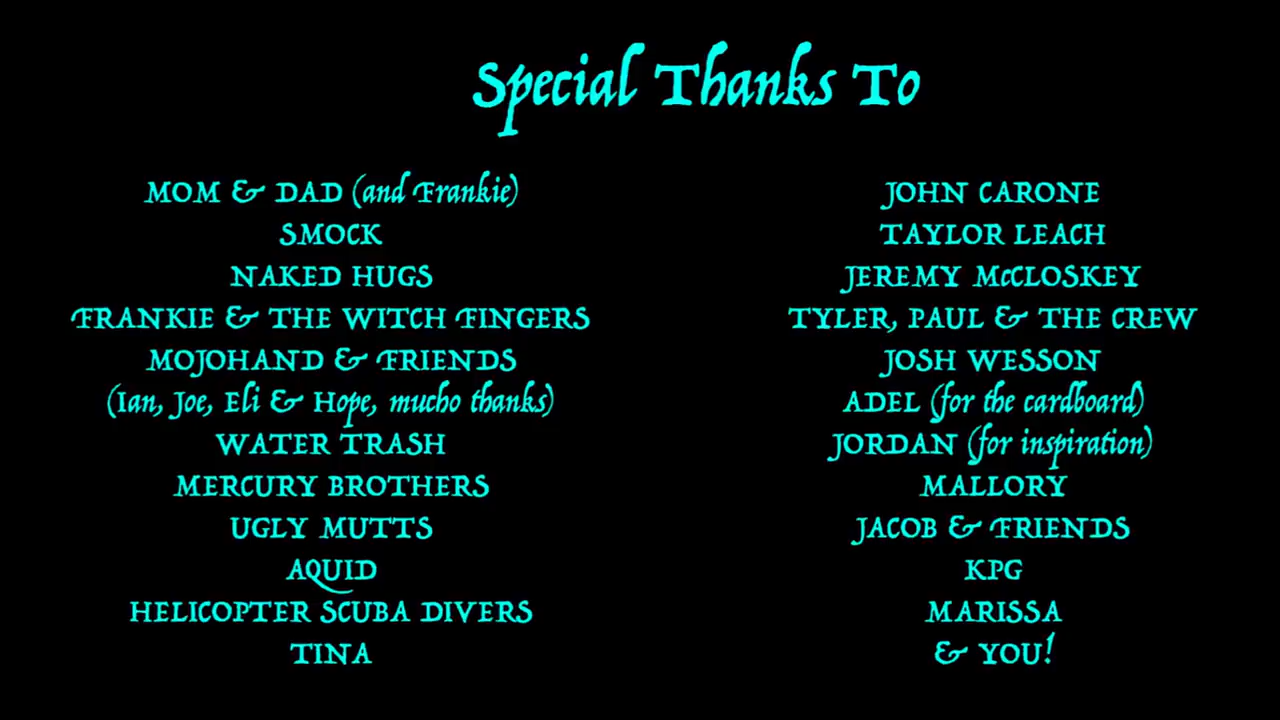 Special Thanks To
MOM & DAD (and Frankie)
SMOCK
NAKED HUGS
FRANKIE & THE WITCH FINGERS
MOJOHAND & FRIENDS
(Ian, Joe, Eli & Hope, mucho thanks)
WATER TRASH
MERCURY BROTHERS
UGLY MUTTS
AQUID
HELICOPTER SCUBA DIVERS
TINA
JOHN CARONE
TAYLOR LEACH
JEREMY McCLOSKEY
TYLER, PAUL & THE CREW
JOSH WESSON
ADEL (for the cardboard)
JORDAN (for inspiration)
MALLORY
JACOB & FRIENDS
KPG
MARISSA
& YOU!